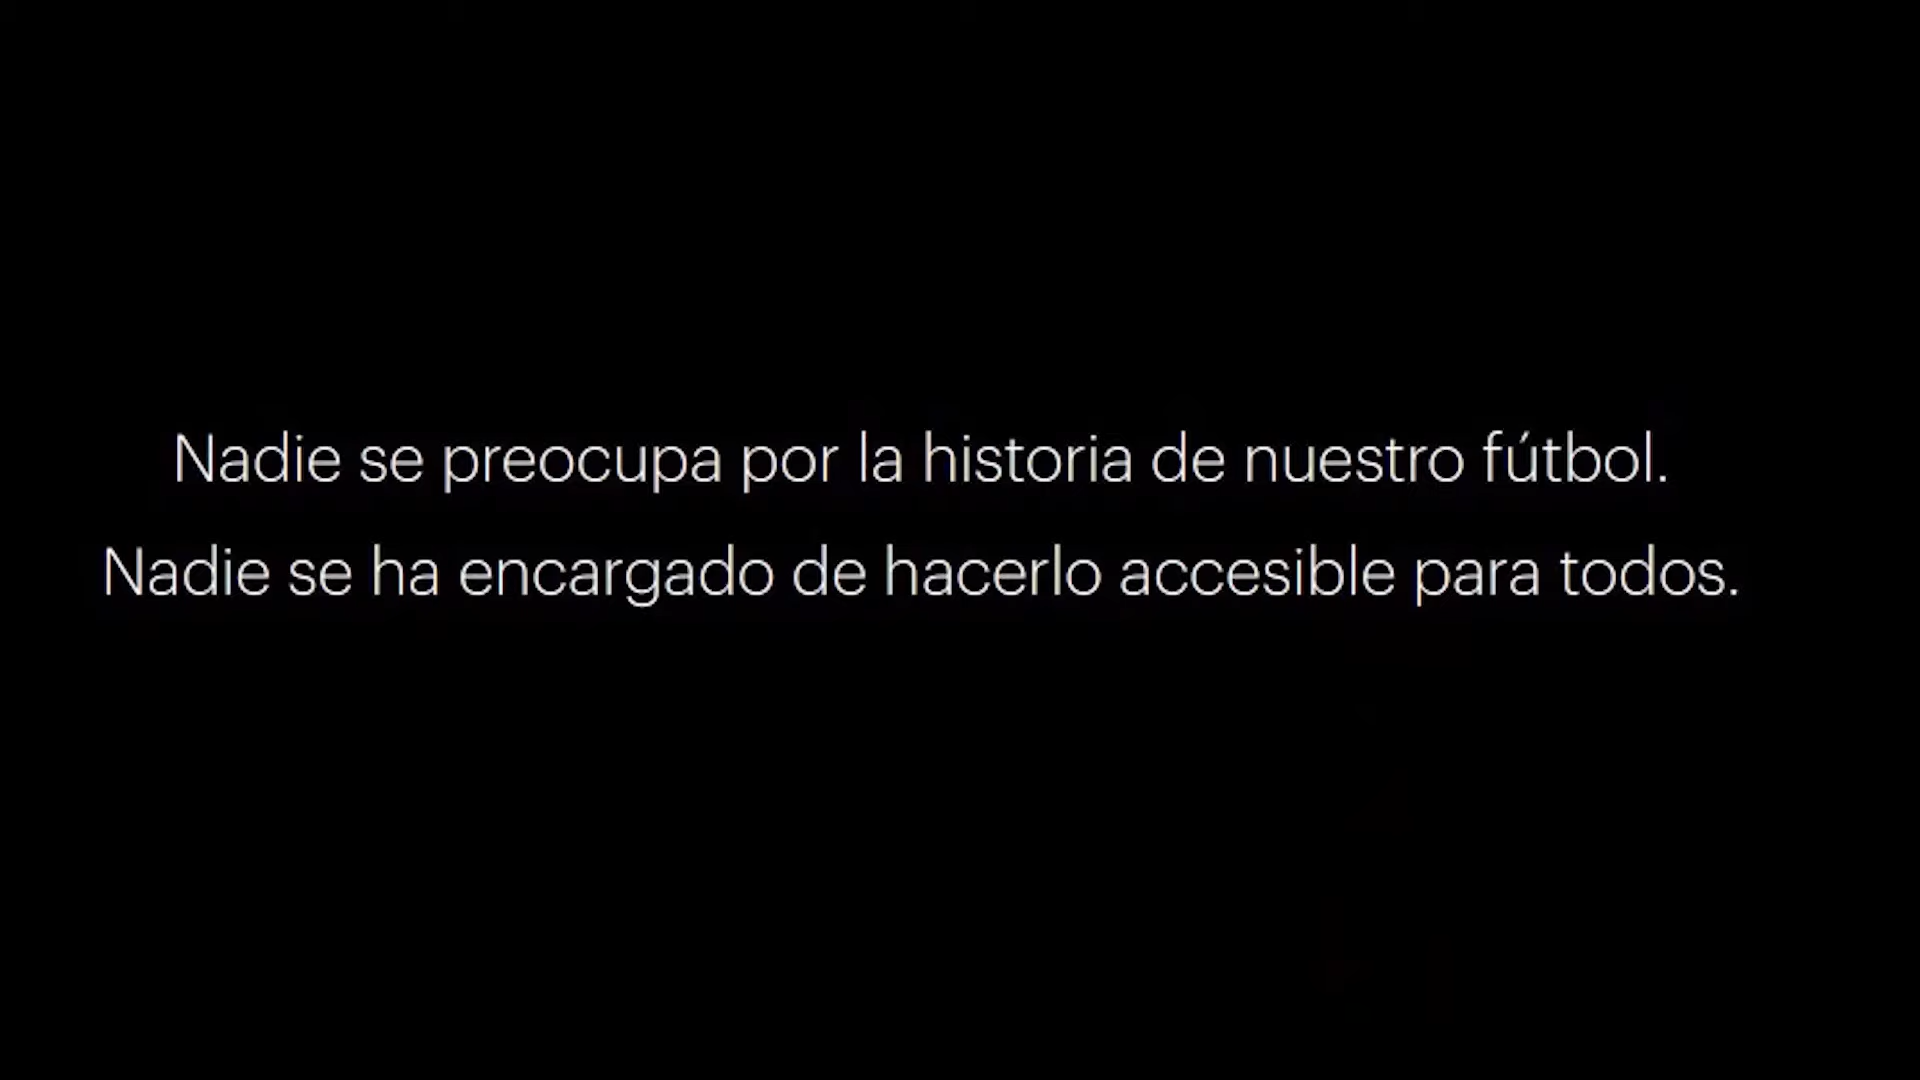 Nadie se preocupa por la historia de nuestro fútbol.
Nadie se ha encargado de hacerlo accesible para todos.